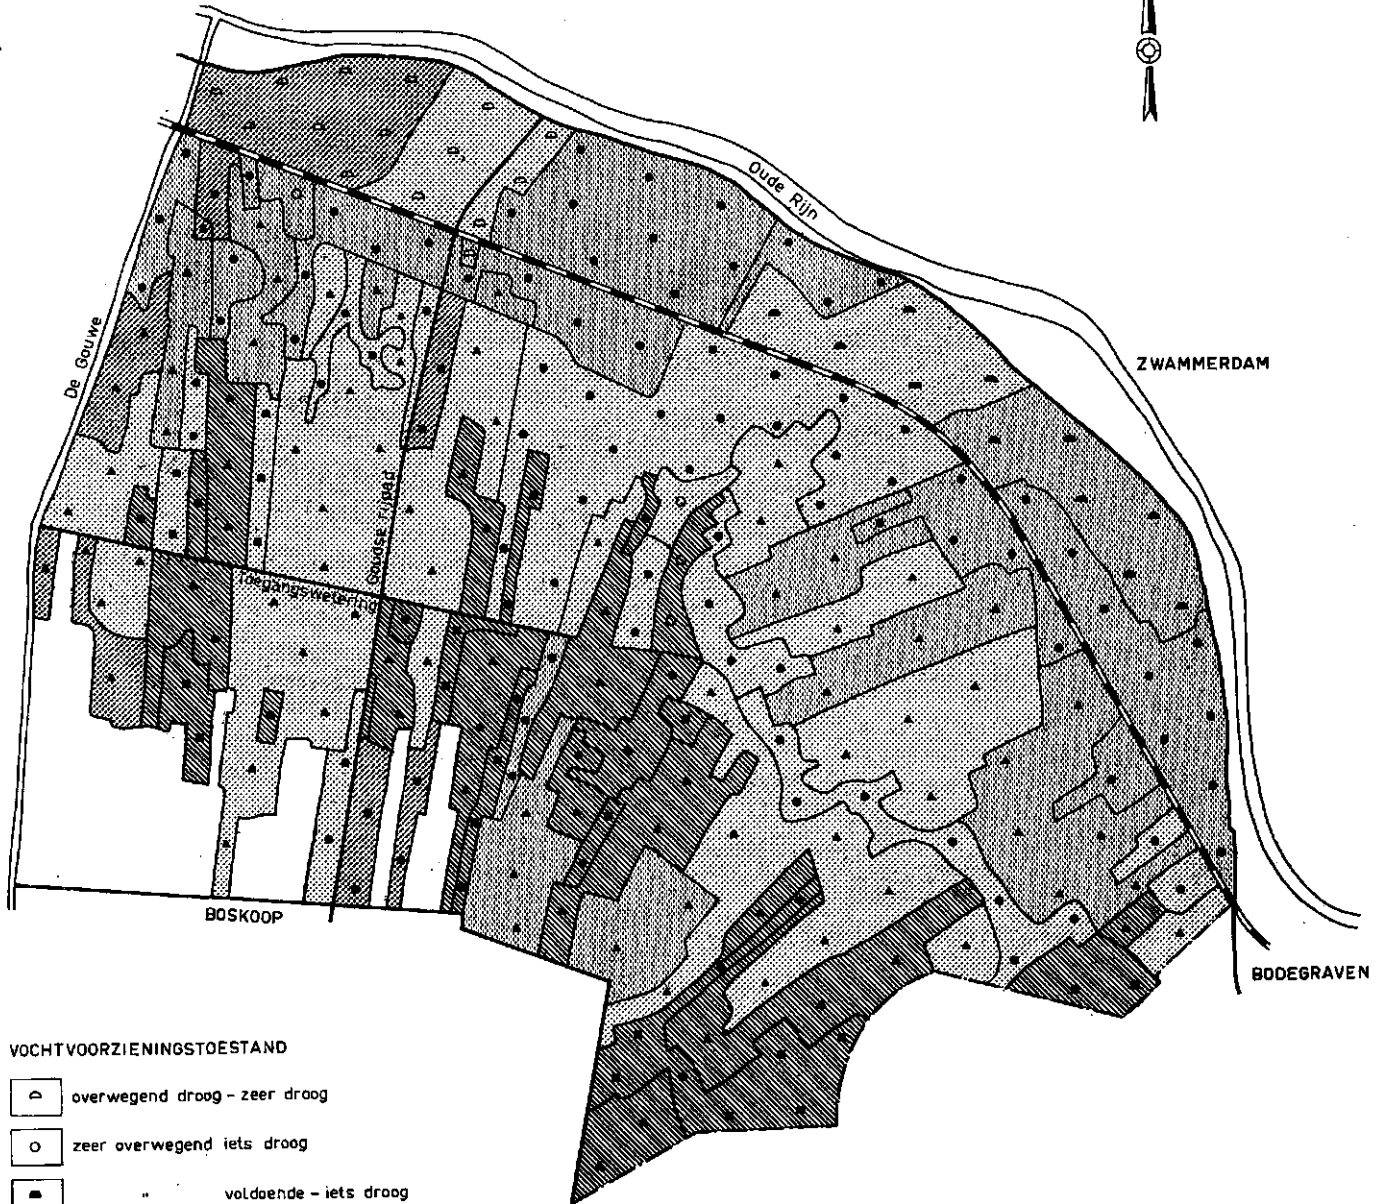 Oude Rijn
De Gouwe
ZWAMMERDAM
Goudse rijpad
Toegangswetering
BOSKOOP
BODEGRAVEN
VOCHTVOORZIENINGSTOESTAND
overwegend droog - zeer droog
zeer overwegend iets droog
" voldoende - iets droog